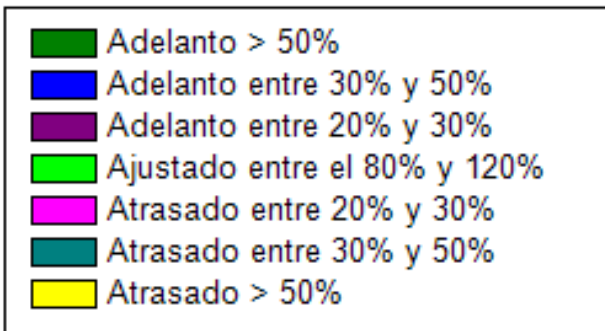 Adelanto > 50%
Adelanto entre 30% y 50%
Adelanto entre 20% y 30%
Ajustado entre el 80% y 120%
Atrasado entre 20% y 30%
Atrasado entre 30% y 50%
Atrasado > 50%